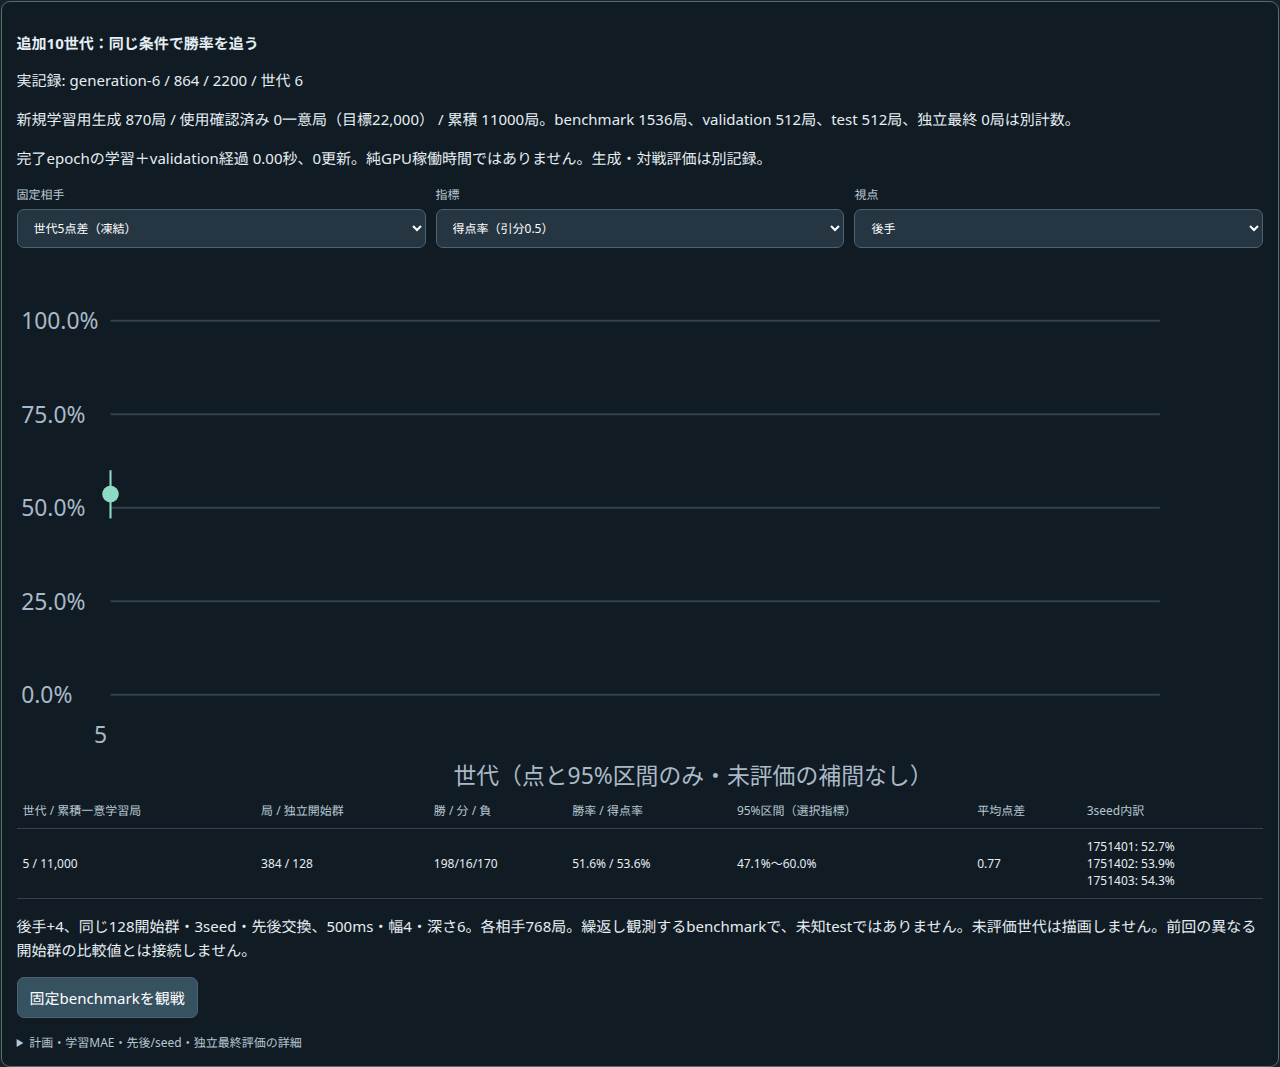 追加10世代：同じ条件で勝率を追う
実記録: generation-6 / 864 / 2200 / 世代 6
新規学習用生成 870局 / 使用確認済み 0一意局（目標22,000） / 累積 11000局。benchmark 1536局、validation 512局、test 512局、独立最終 0局は別計数。
完了epochの学習＋validation経過 0.00秒、0更新。純GPU稼働時間ではありません。生成・対戦評価は別記録。
固定相手 指標 視点
世代5点差（凍結） 得点率（引分0.5） 後手
100.0%
75.0%
50.0%
25.0%
0.0%
5
世代（点と95%区間のみ・未評価の補間なし）
世代 / 累積一意学習局 局 / 独立開始群 勝 / 分 / 負 勝率 / 得点率 95%区間（選択指標） 平均点差 3seed内訳
5 / 11,000 384 / 128 198/16/170 51.6% / 53.6% 47.1%〜60.0% 0.77 1751401: 52.7%
1751402: 53.9%
1751403: 54.3%
後手+4、同じ128開始群・3seed・先後交換、500ms・幅4・深さ6。各相手768局。繰返し観測するbenchmarkで、未知testではありません。未評価世代は描画しません。前回の異なる
開始群の比較値とは接続しません。
固定benchmarkを観戦
▶ 計画・学習MAE・先後/seed・独立最終評価の詳細